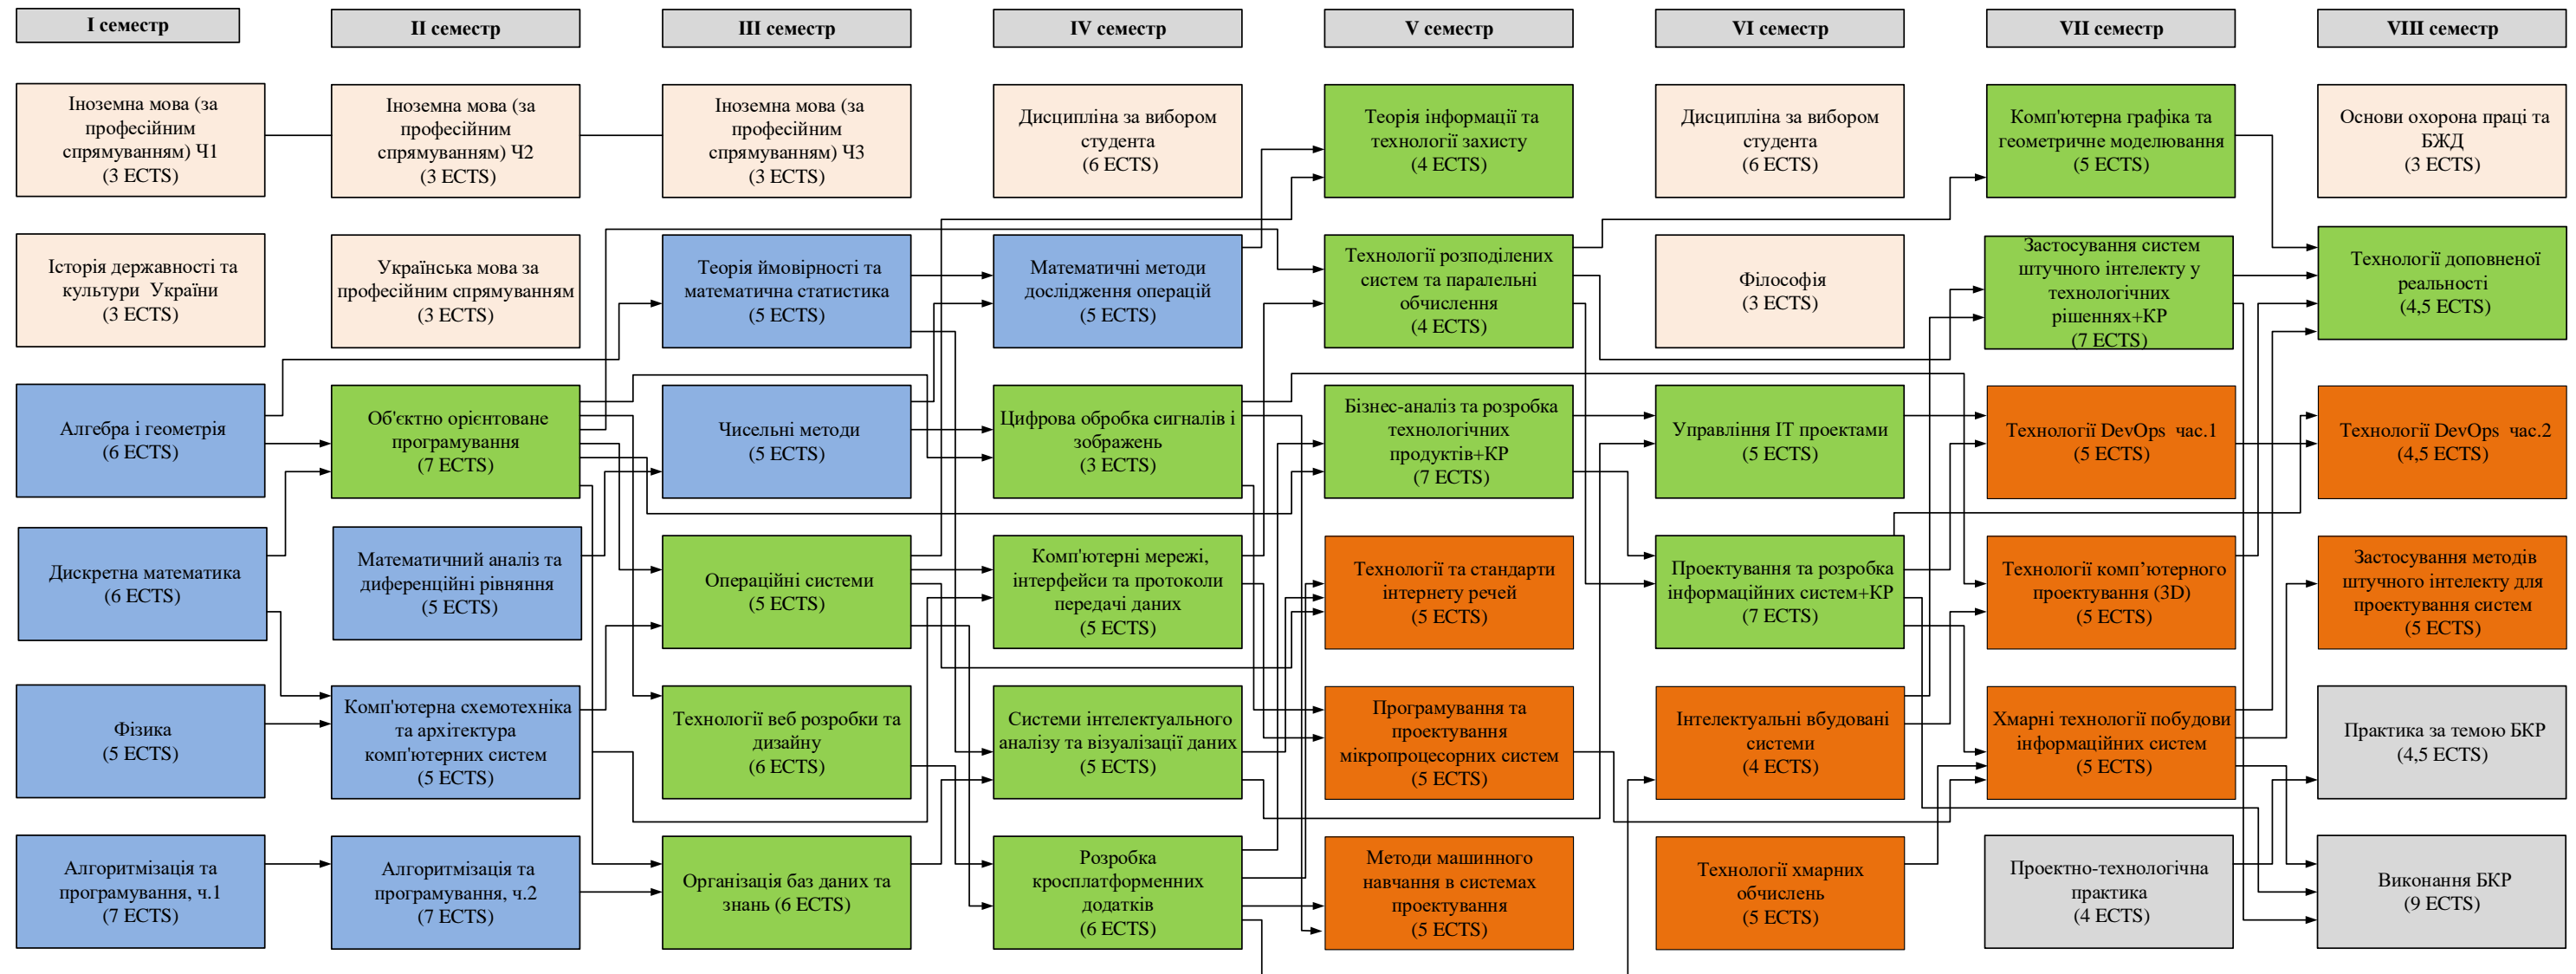 I семестр
II семестр
III семестр
IV семестр
V семестр
VI семестр
VII семестр
VIII семестр
Іноземна мова (за
професійним
спрямуванням) Ч1
(3 ECTS)
Іноземна мова (за
професійним
спрямуванням) Ч2
(3 ECTS)
Іноземна мова (за
професійним
спрямуванням) Ч3
(3 ECTS)
Дисципліна за вибором
студента
(6 ECTS)
Теорія інформації та
технології захисту
(4 ECTS)
Дисципліна за вибором
студента
(6 ECTS)
Комп'ютерна графіка та
геометричне моделювання
(5 ECTS)
Основи охорона праці та
БЖД
(3 ECTS)
Історія державності та
культури України
(3 ECTS)
Українська мова за
професійним спрямуванням
(3 ECTS)
Теорія ймовірності та
математична статистика
(5 ECTS)
Математичні методи
дослідження операцій
(5 ECTS)
Технології розподілених
систем та паралельні
обчислення
(4 ECTS)
Філософія
(3 ECTS)
Застосування систем
штучного інтелекту у
технологічних
рішеннях+КР
(7 ECTS)
Технології доповненої
реальності
(4,5 ECTS)
Алгебра і геометрія
(6 ECTS)
Об'єктно орієнтоване
програмування
(7 ECTS)
Чисельні методи
(5 ECTS)
Цифрова обробка сигналів і
зображень
(3 ECTS)
Бізнес-аналіз та розробка
технологічних
продуктів+КР
(7 ECTS)
Управління ІТ проектами
(5 ECTS)
Технології DevOps час.1
(5 ECTS)
Технології DevOps час.2
(4,5 ECTS)
Дискретна математика
(6 ECTS)
Математичний аналіз та
диференційні рівняння
(5 ECTS)
Операційні системи
(5 ECTS)
Комп'ютерні мережі,
інтерфейси та протоколи
передачі даних
(5 ECTS)
Технології та стандарти
інтернету речей
(5 ECTS)
Проектування та розробка
інформаційних систем+КР
(7 ECTS)
Технології комп’ютерного
проектування (3D)
(5 ECTS)
Застосування методів
штучного інтелекту для
проектування систем
(5 ECTS)
Фізика
(5 ECTS)
Комп'ютерна схемотехніка
та архітектура
комп'ютерних систем
(5 ECTS)
Технології веб розробки та
дизайну
(6 ECTS)
Системи інтелектуального
аналізу та візуалізації даних
(5 ECTS)
Програмування та
проектування
мікропроцесорних систем
(5 ECTS)
Інтелектуальні вбудовані
системи
(4 ECTS)
Хмарні технології побудови
інформаційних систем
(5 ECTS)
Практика за темою БКР
(4,5 ECTS)
Алгоритмізація та
програмування, ч.1
(7 ECTS)
Алгоритмізація та
програмування, ч.2
(7 ECTS)
Організація баз даних та
знань (6 ECTS)
Розробка
кросплатформенних
додатків
(6 ECTS)
Методи машинного
навчання в системах
проектування
(5 ECTS)
Технології хмарних
обчислень
(5 ECTS)
Проектно-технологічна
практика
(4 ECTS)
Виконання БКР
(9 ECTS)